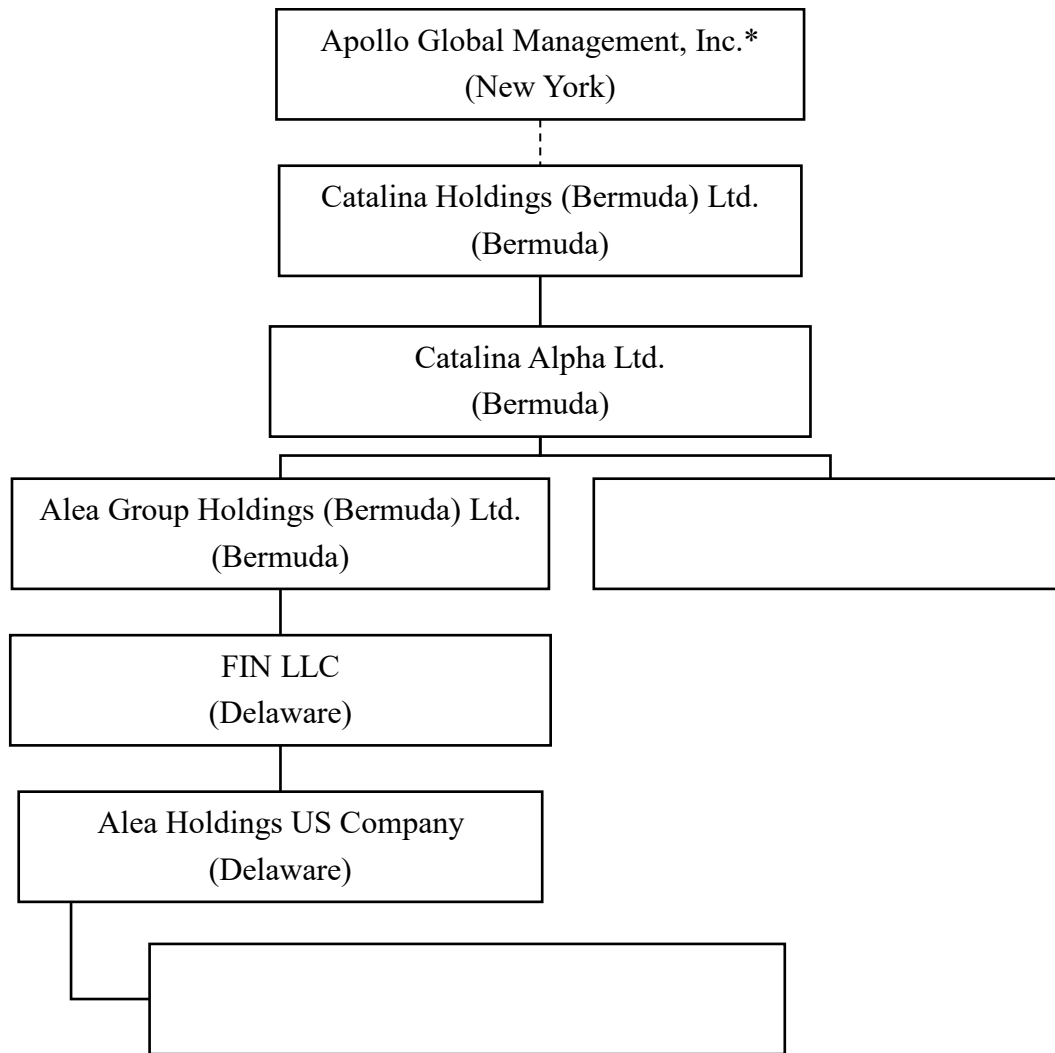 Apollo Global Management, Inc.*
(New York)
Catalina Holdings (Bermuda) Ltd.
(Bermuda)
Catalina Alpha Ltd.
(Bermuda)
Alea Group Holdings (Bermuda) Ltd.
(Bermuda)
FIN LLC
(Delaware)
Alea Holdings US Company
(Delaware)